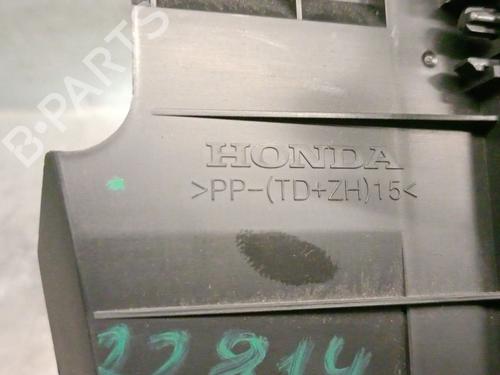 B-PARTS
HONDA
>PP-(TD+ZH)15<
22814